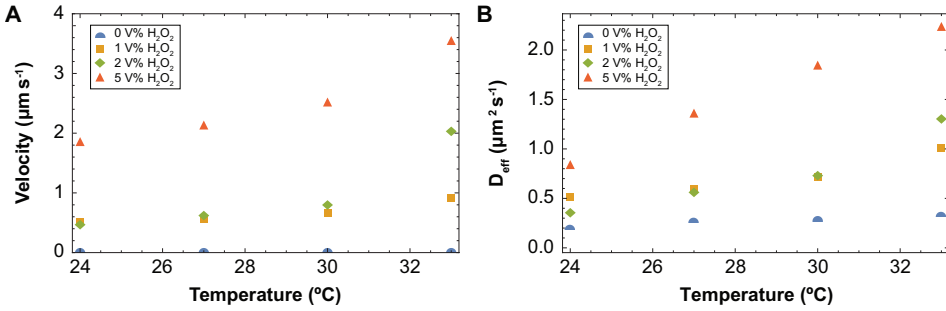 A
Velocity (µm s⁻¹)
4
3
2
1
0
0 V% H₂O₂
1 V% H₂O₂
2 V% H₂O₂
5 V% H₂O₂
24 26 28 30 32
Temperature (ºC)
B
D_eff (µm² s⁻¹)
2.0
1.5
1.0
0.5
0.0
0 V% H₂O₂
1 V% H₂O₂
2 V% H₂O₂
5 V% H₂O₂
24 26 28 30 32
Temperature (ºC)